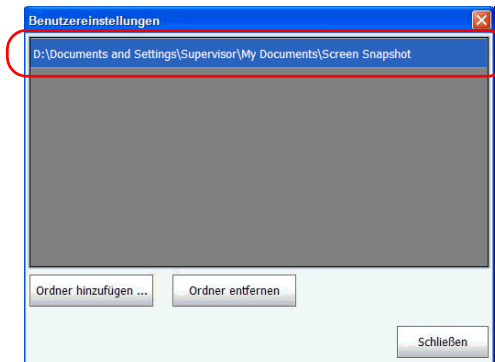 Benutzereinstellungen
D:\Documents and Settings\Supervisor\My Documents\Screen Snapshot
Ordner hinzufügen ...
Ordner entfernen
Schließen